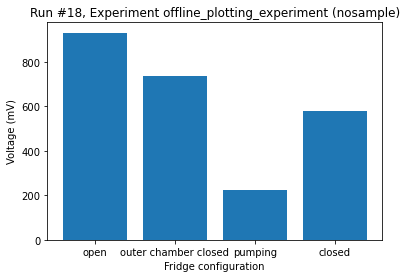 Run #18, Experiment offline_plotting_experiment (nosample)
Voltage (mV)
800
600
400
200
0
open outer chamber closed pumping closed
Fridge configuration